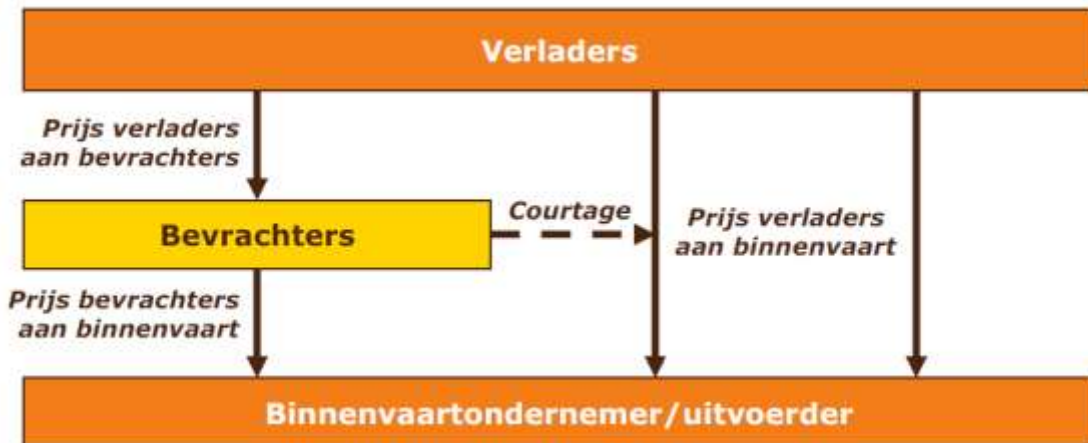 Verladers
Prijs verladers
aan bevrachters
Bevrachters
Courtage
Prijs verladers
aan binnenvaart
Prijs bevrachters
aan binnenvaart
Binnenvaartondernemer/uitvoerder